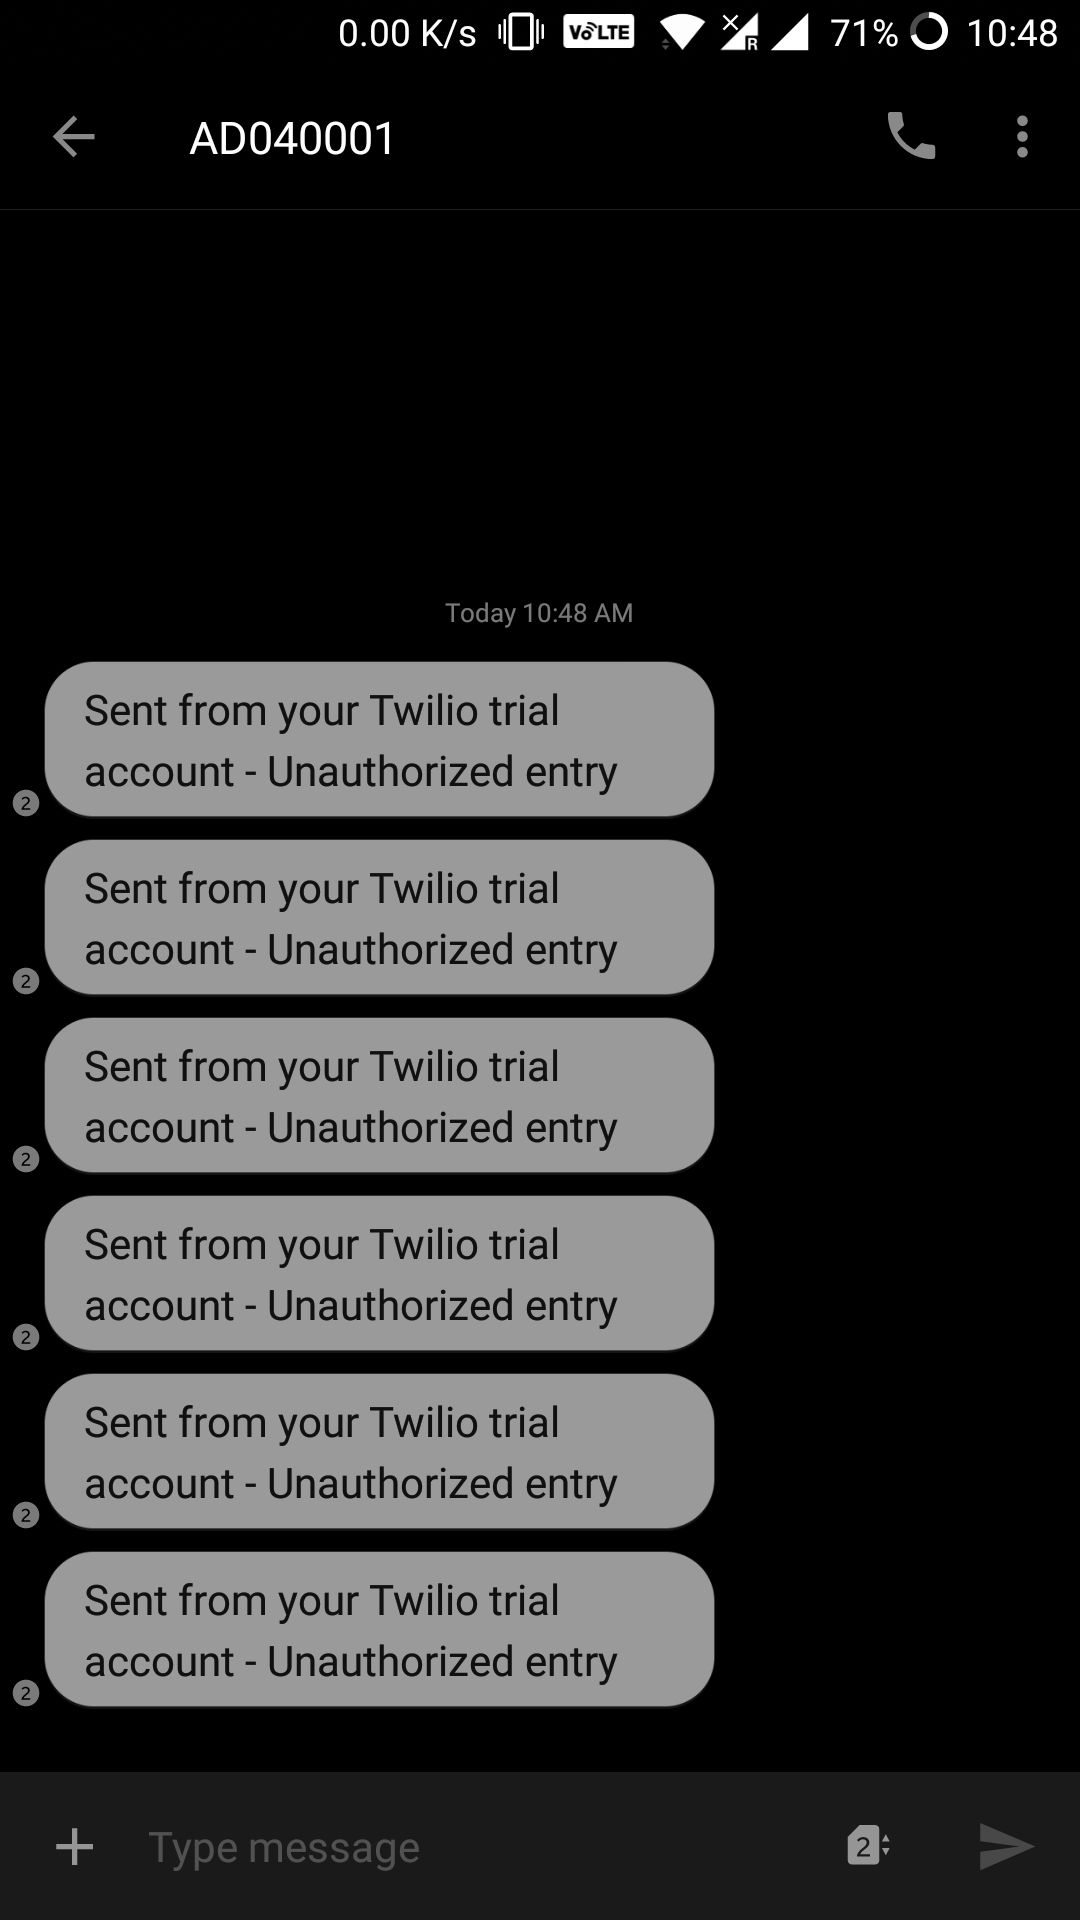 0.00 K/s VoLTE R 71% 10:48
AD040001
Today 10:48 AM
Sent from your Twilio trial
account - Unauthorized entry
2
Sent from your Twilio trial
account - Unauthorized entry
2
Sent from your Twilio trial
account - Unauthorized entry
2
Sent from your Twilio trial
account - Unauthorized entry
2
Sent from your Twilio trial
account - Unauthorized entry
2
Sent from your Twilio trial
account - Unauthorized entry
2
Type message 2